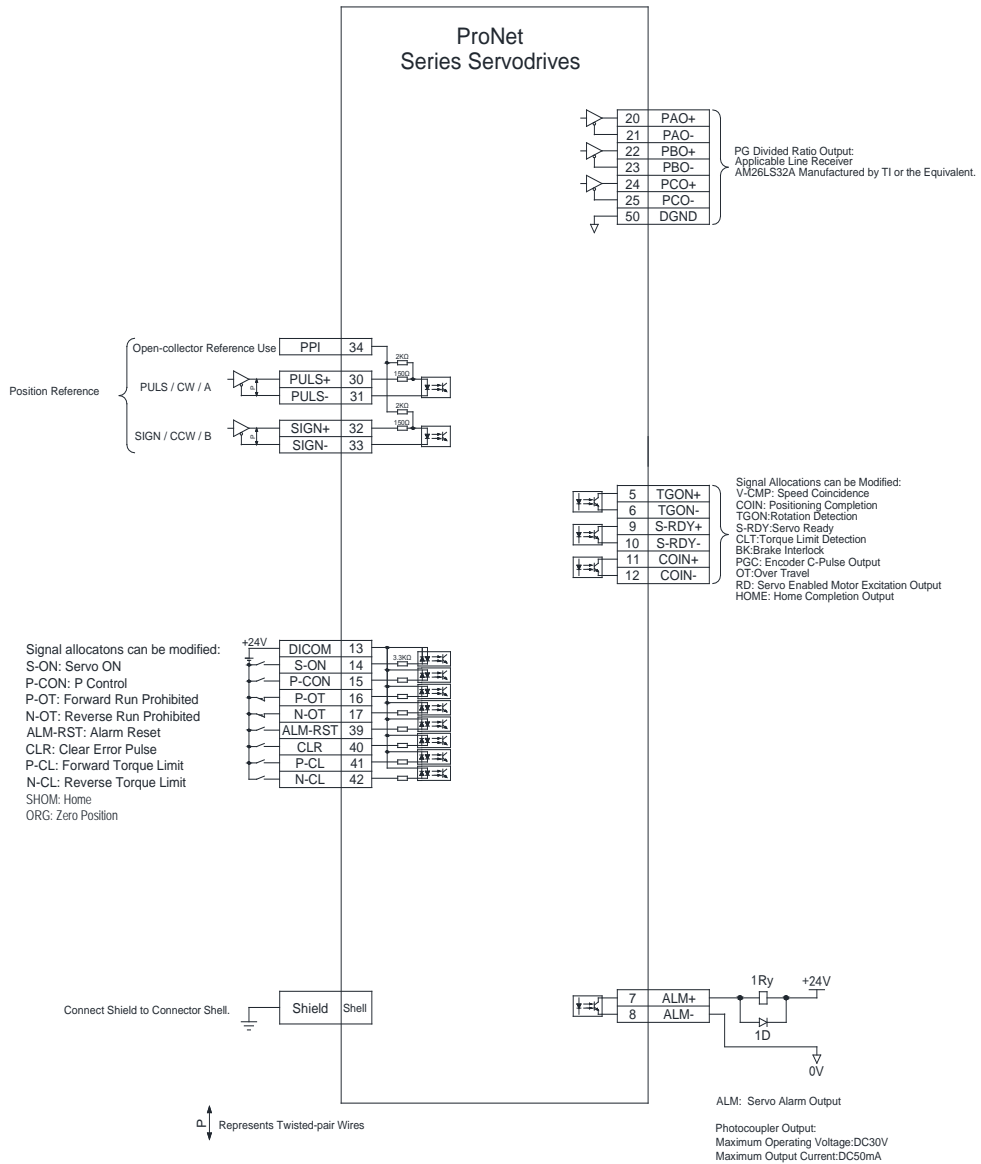 ProNet
Series Servodrives
20 PAO+
21 PAO-
22 PBO+
23 PBO-
24 PCO+
25 PCO-
50 DGND
PG Divided Ratio Output:
Applicable Line Receiver
AM26LS32A Manufactured by TI or the Equivalent.
Position Reference
Open-collector Reference Use PPI 34
2KΩ
150Ω
PULS / CW / A
P
PULS+ 30
PULS- 31
2KΩ
150Ω
SIGN / CCW / B
P
SIGN+ 32
SIGN- 33
5 TGON+
6 TGON-
9 S-RDY+
10 S-RDY-
11 COIN+
12 COIN-
Signal Allocations can be Modified:
V-CMP: Speed Coincidence
COIN: Positioning Completion
TGON:Rotation Detection
S-RDY:Servo Ready
CLT:Torque Limit Detection
BK:Brake Interlock
PGC: Encoder C-Pulse Output
OT:Over Travel
RD: Servo Enabled Motor Excitation Output
HOME: Home Completion Output
Signal allocatons can be modified:
S-ON: Servo ON
P-CON: P Control
P-OT: Forward Run Prohibited
N-OT: Reverse Run Prohibited
ALM-RST: Alarm Reset
CLR: Clear Error Pulse
P-CL: Forward Torque Limit
N-CL: Reverse Torque Limit
SHOM: Home
ORG: Zero Position
+24V
DICOM 13
S-ON 14
P-CON 15
P-OT 16
N-OT 17
ALM-RST 39
CLR 40
P-CL 41
N-CL 42
3.3KΩ
Connect Shield to Connector Shell.
Shield Shell
7 ALM+
8 ALM-
1Ry
+24V
1D
0V
ALM: Servo Alarm Output
Photocoupler Output:
Maximum Operating Voltage:DC30V
Maximum Output Current:DC50mA
P Represents Twisted-pair Wires